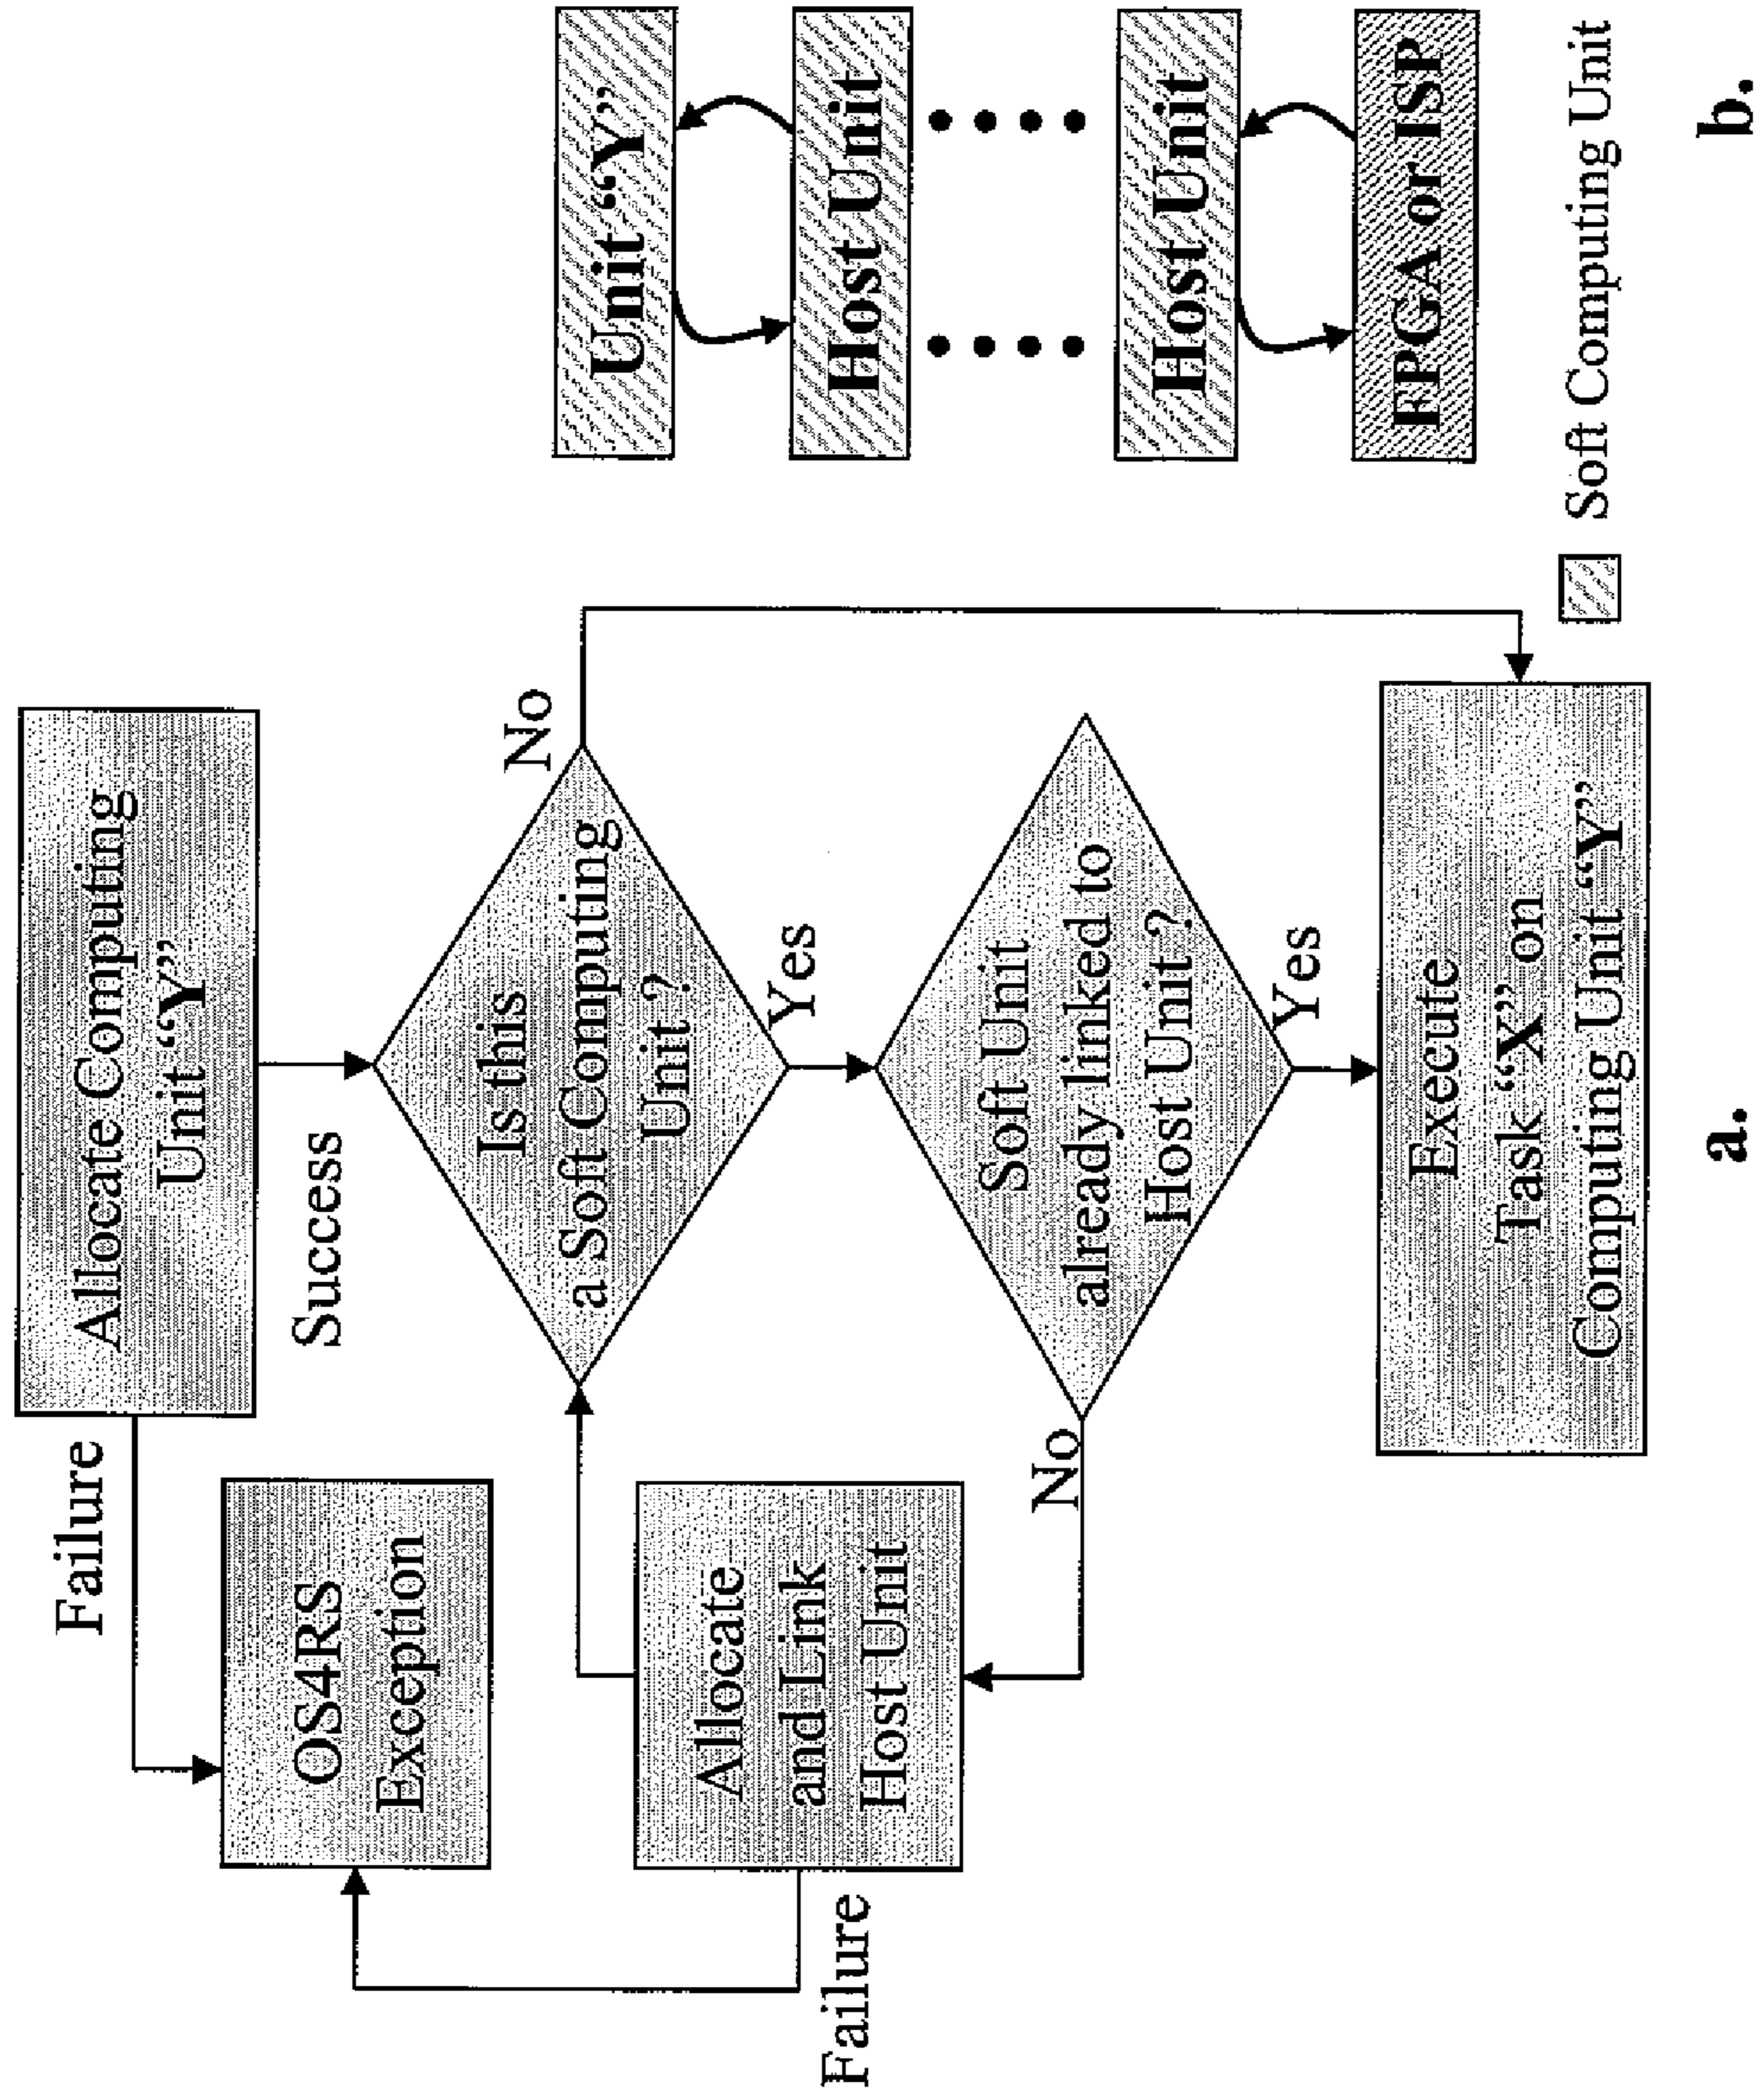 Allocate Computing
Unit “Y”
Failure
Success
OS4RS
Exception
Is this
a Soft Computing
Unit ?
No
Yes
Allocate
and Link
Host Unit
Failure
Soft Unit
already linked to
Host Unit ?
No
Yes
Execute
Task “X” on
Computing Unit “Y”
a.
Unit “Y”
Host Unit
Host Unit
FPGA or ISP
Soft Computing Unit
b.